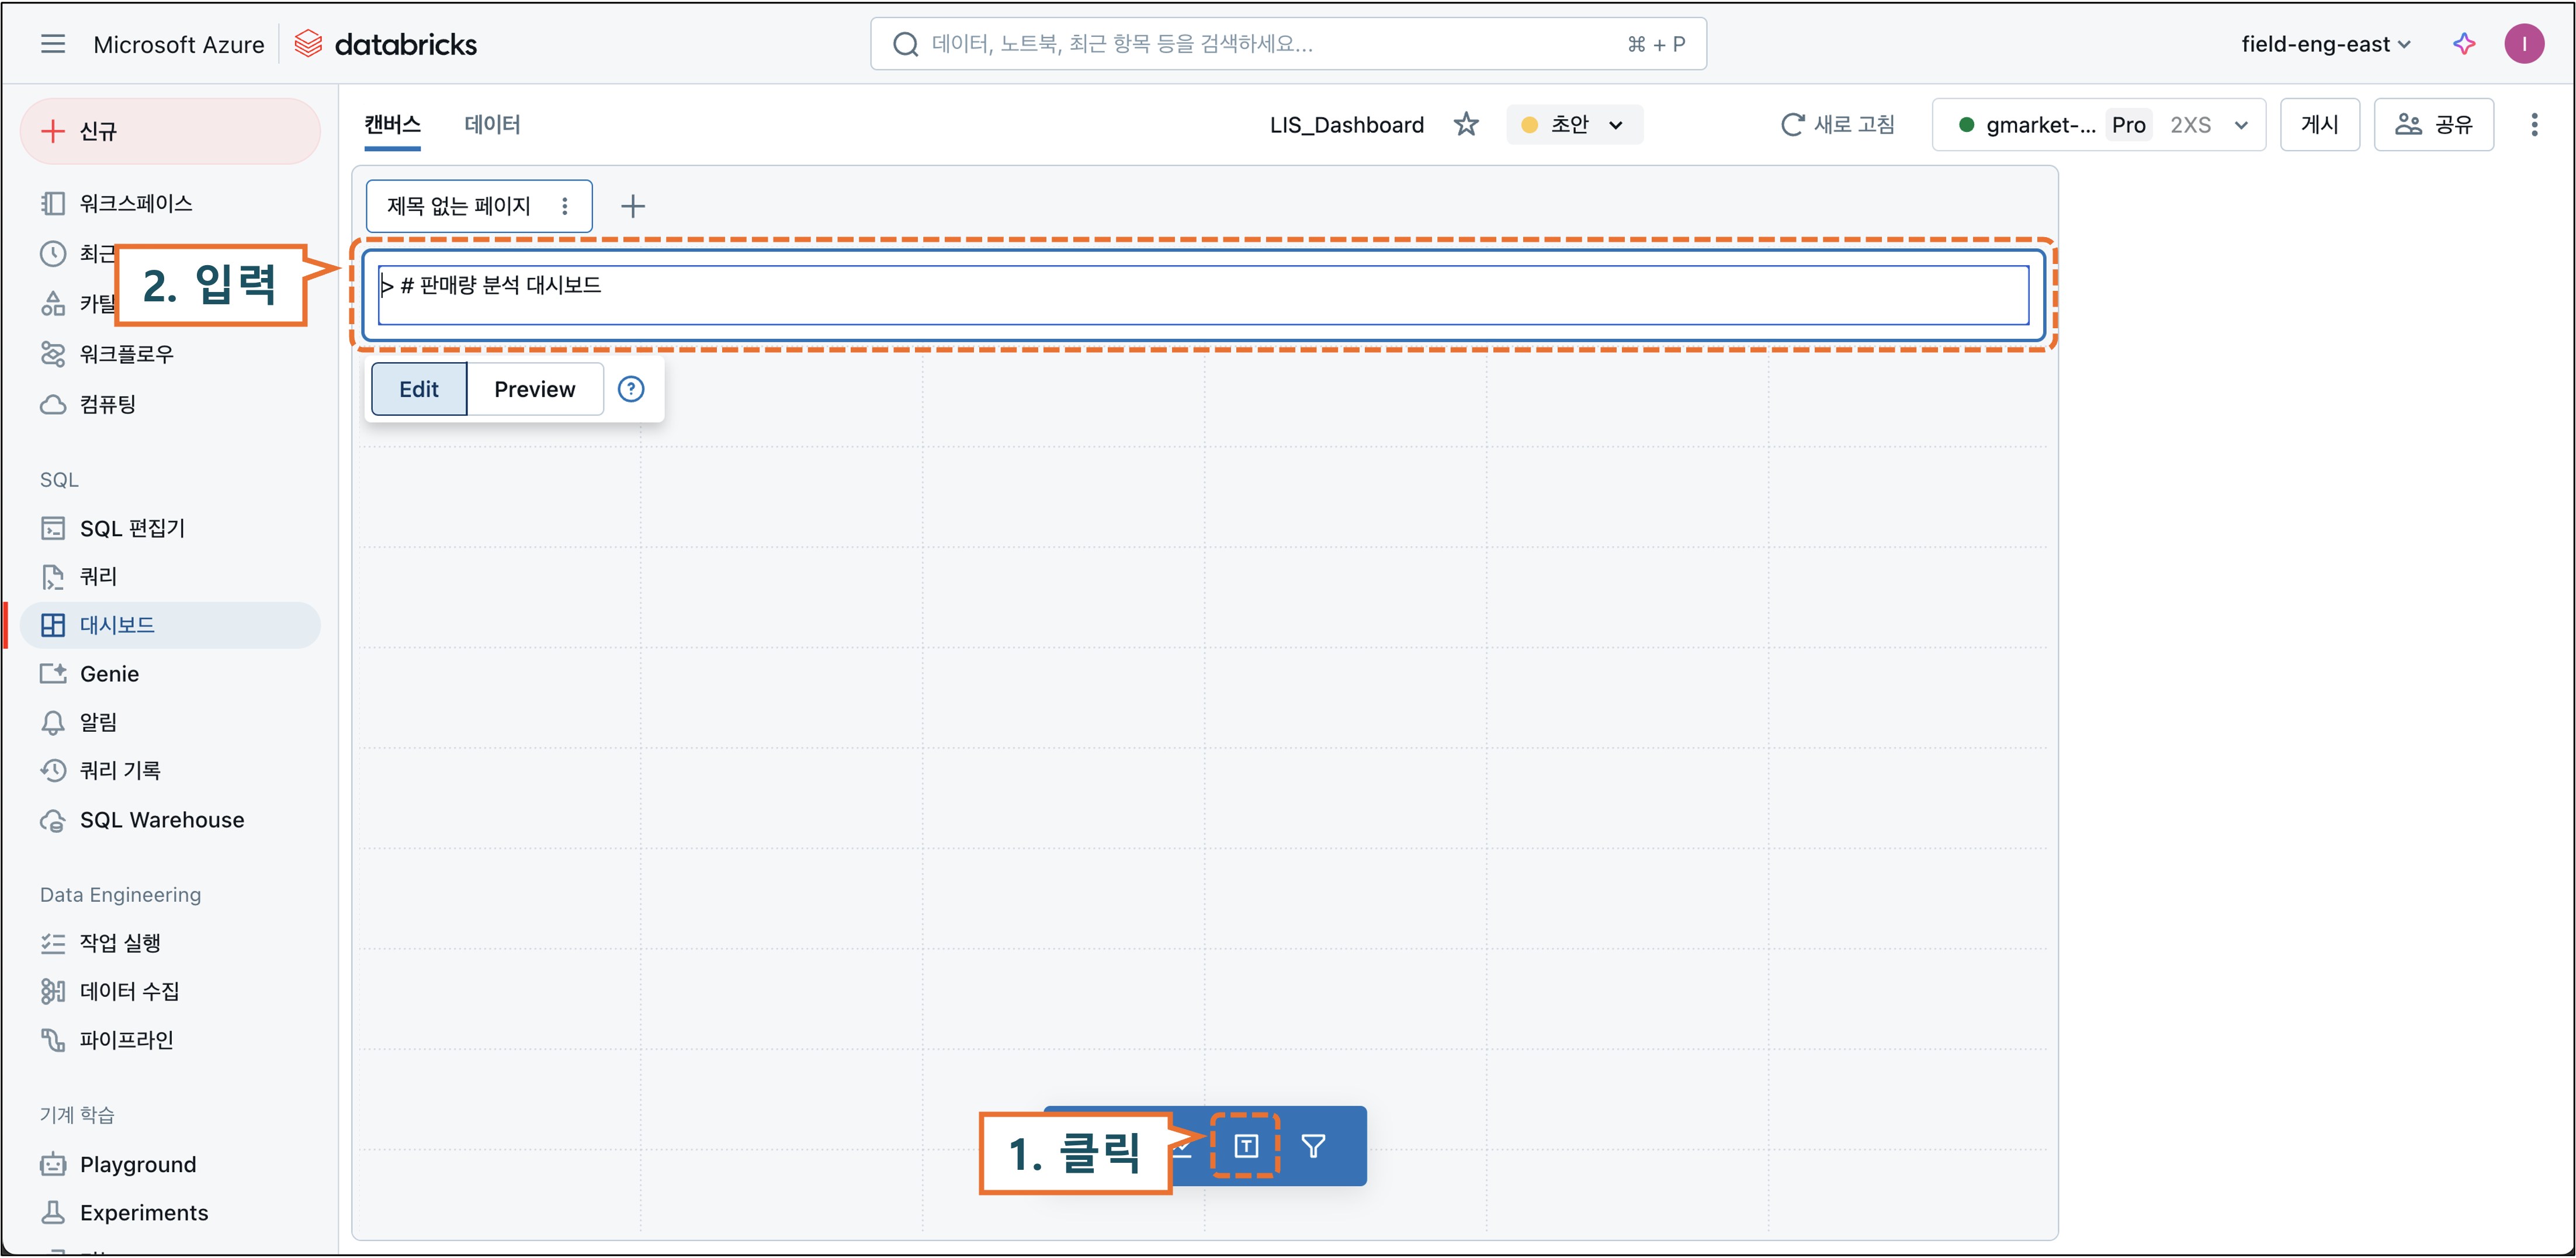 Microsoft Azure databricks
데이터, 노트북, 최근 항목 등을 검색하세요...
⌘ + P
field-eng-east
I
신규
워크스페이스
최근
카탈
워크플로우
컴퓨팅
SQL
SQL 편집기
쿼리
대시보드
Genie
알림
쿼리 기록
SQL Warehouse
Data Engineering
작업 실행
데이터 수집
파이프라인
기계 학습
Playground
Experiments
캔버스 데이터
LIS_Dashboard
초안
새로 고침
gmarket-... Pro 2XS
게시
공유
제목 없는 페이지
2. 입력
> # 판매량 분석 대시보드
Edit Preview
1. 클릭
T